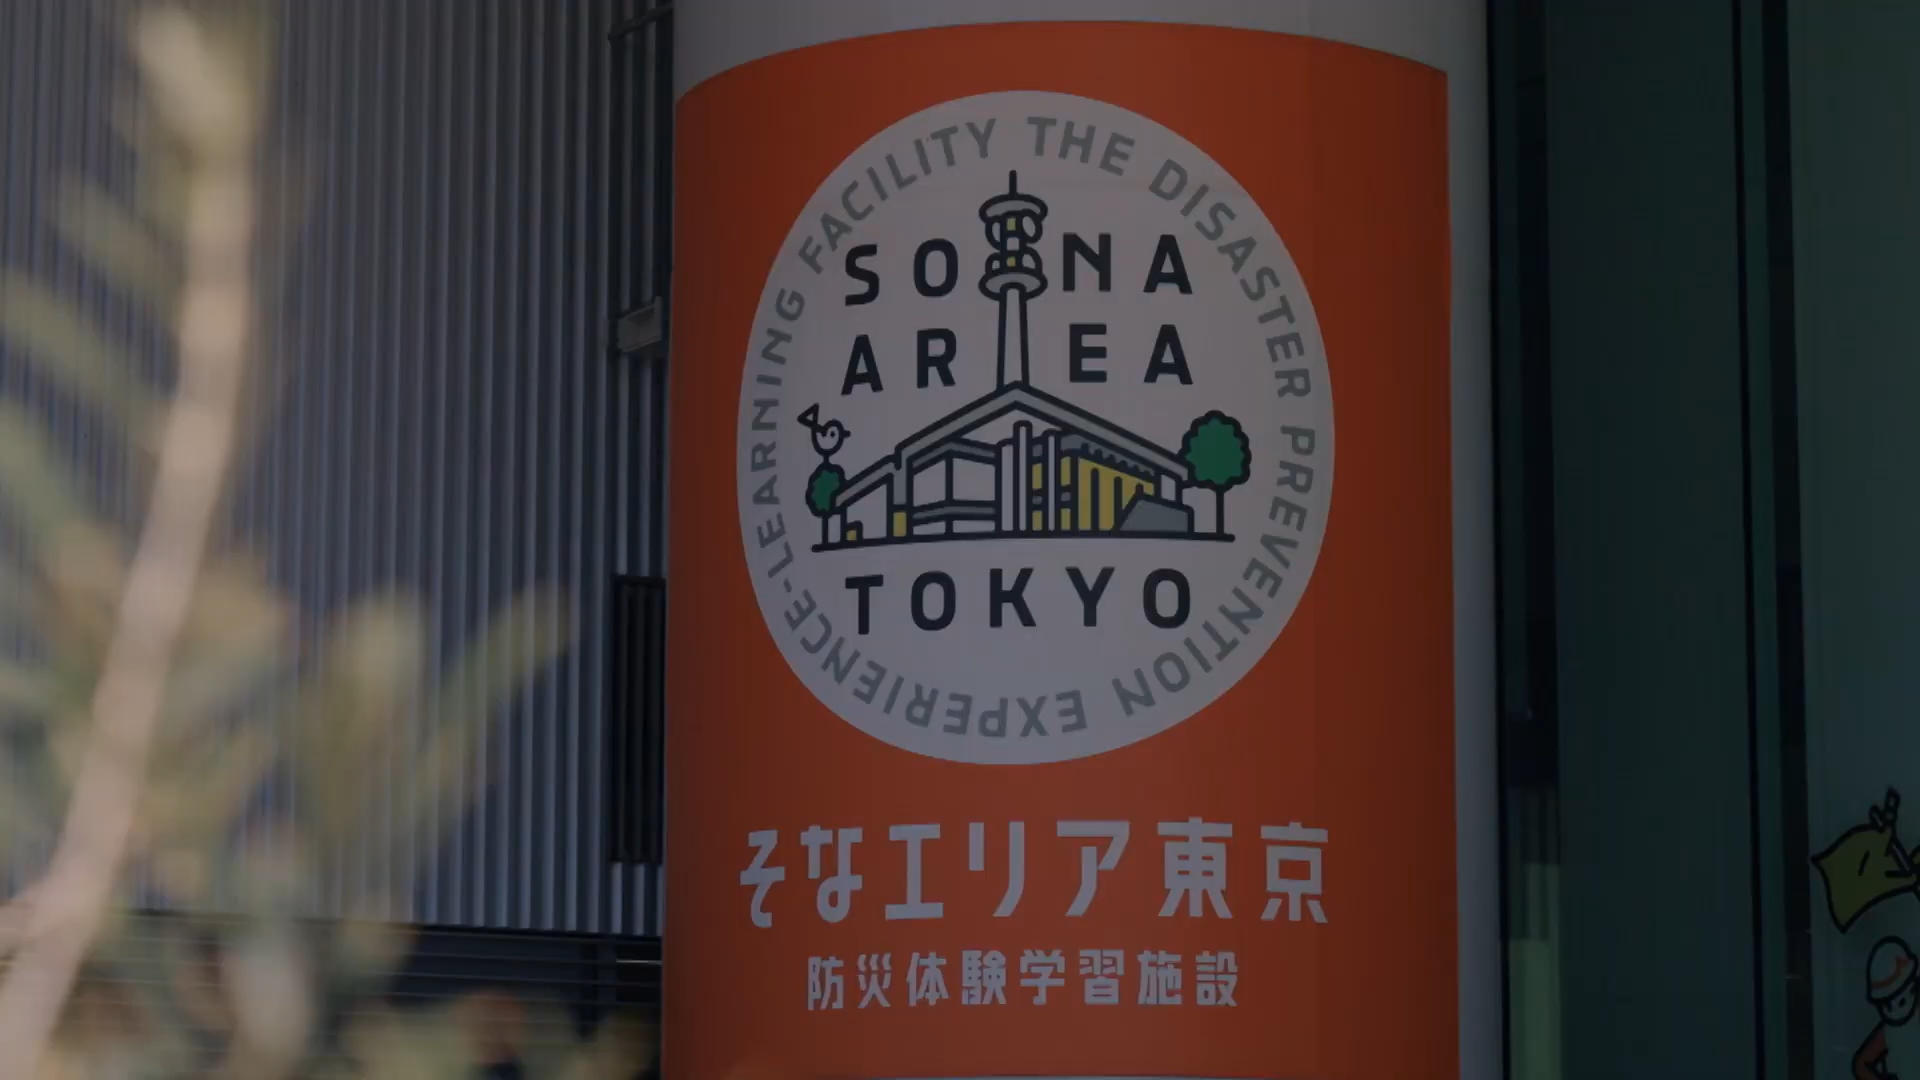 THE DISASTER PREVENTION EXPERIENCE-LEARNING FACILITY
SONA
AREA
TOKYO
そなエリア東京
防災体験学習施設